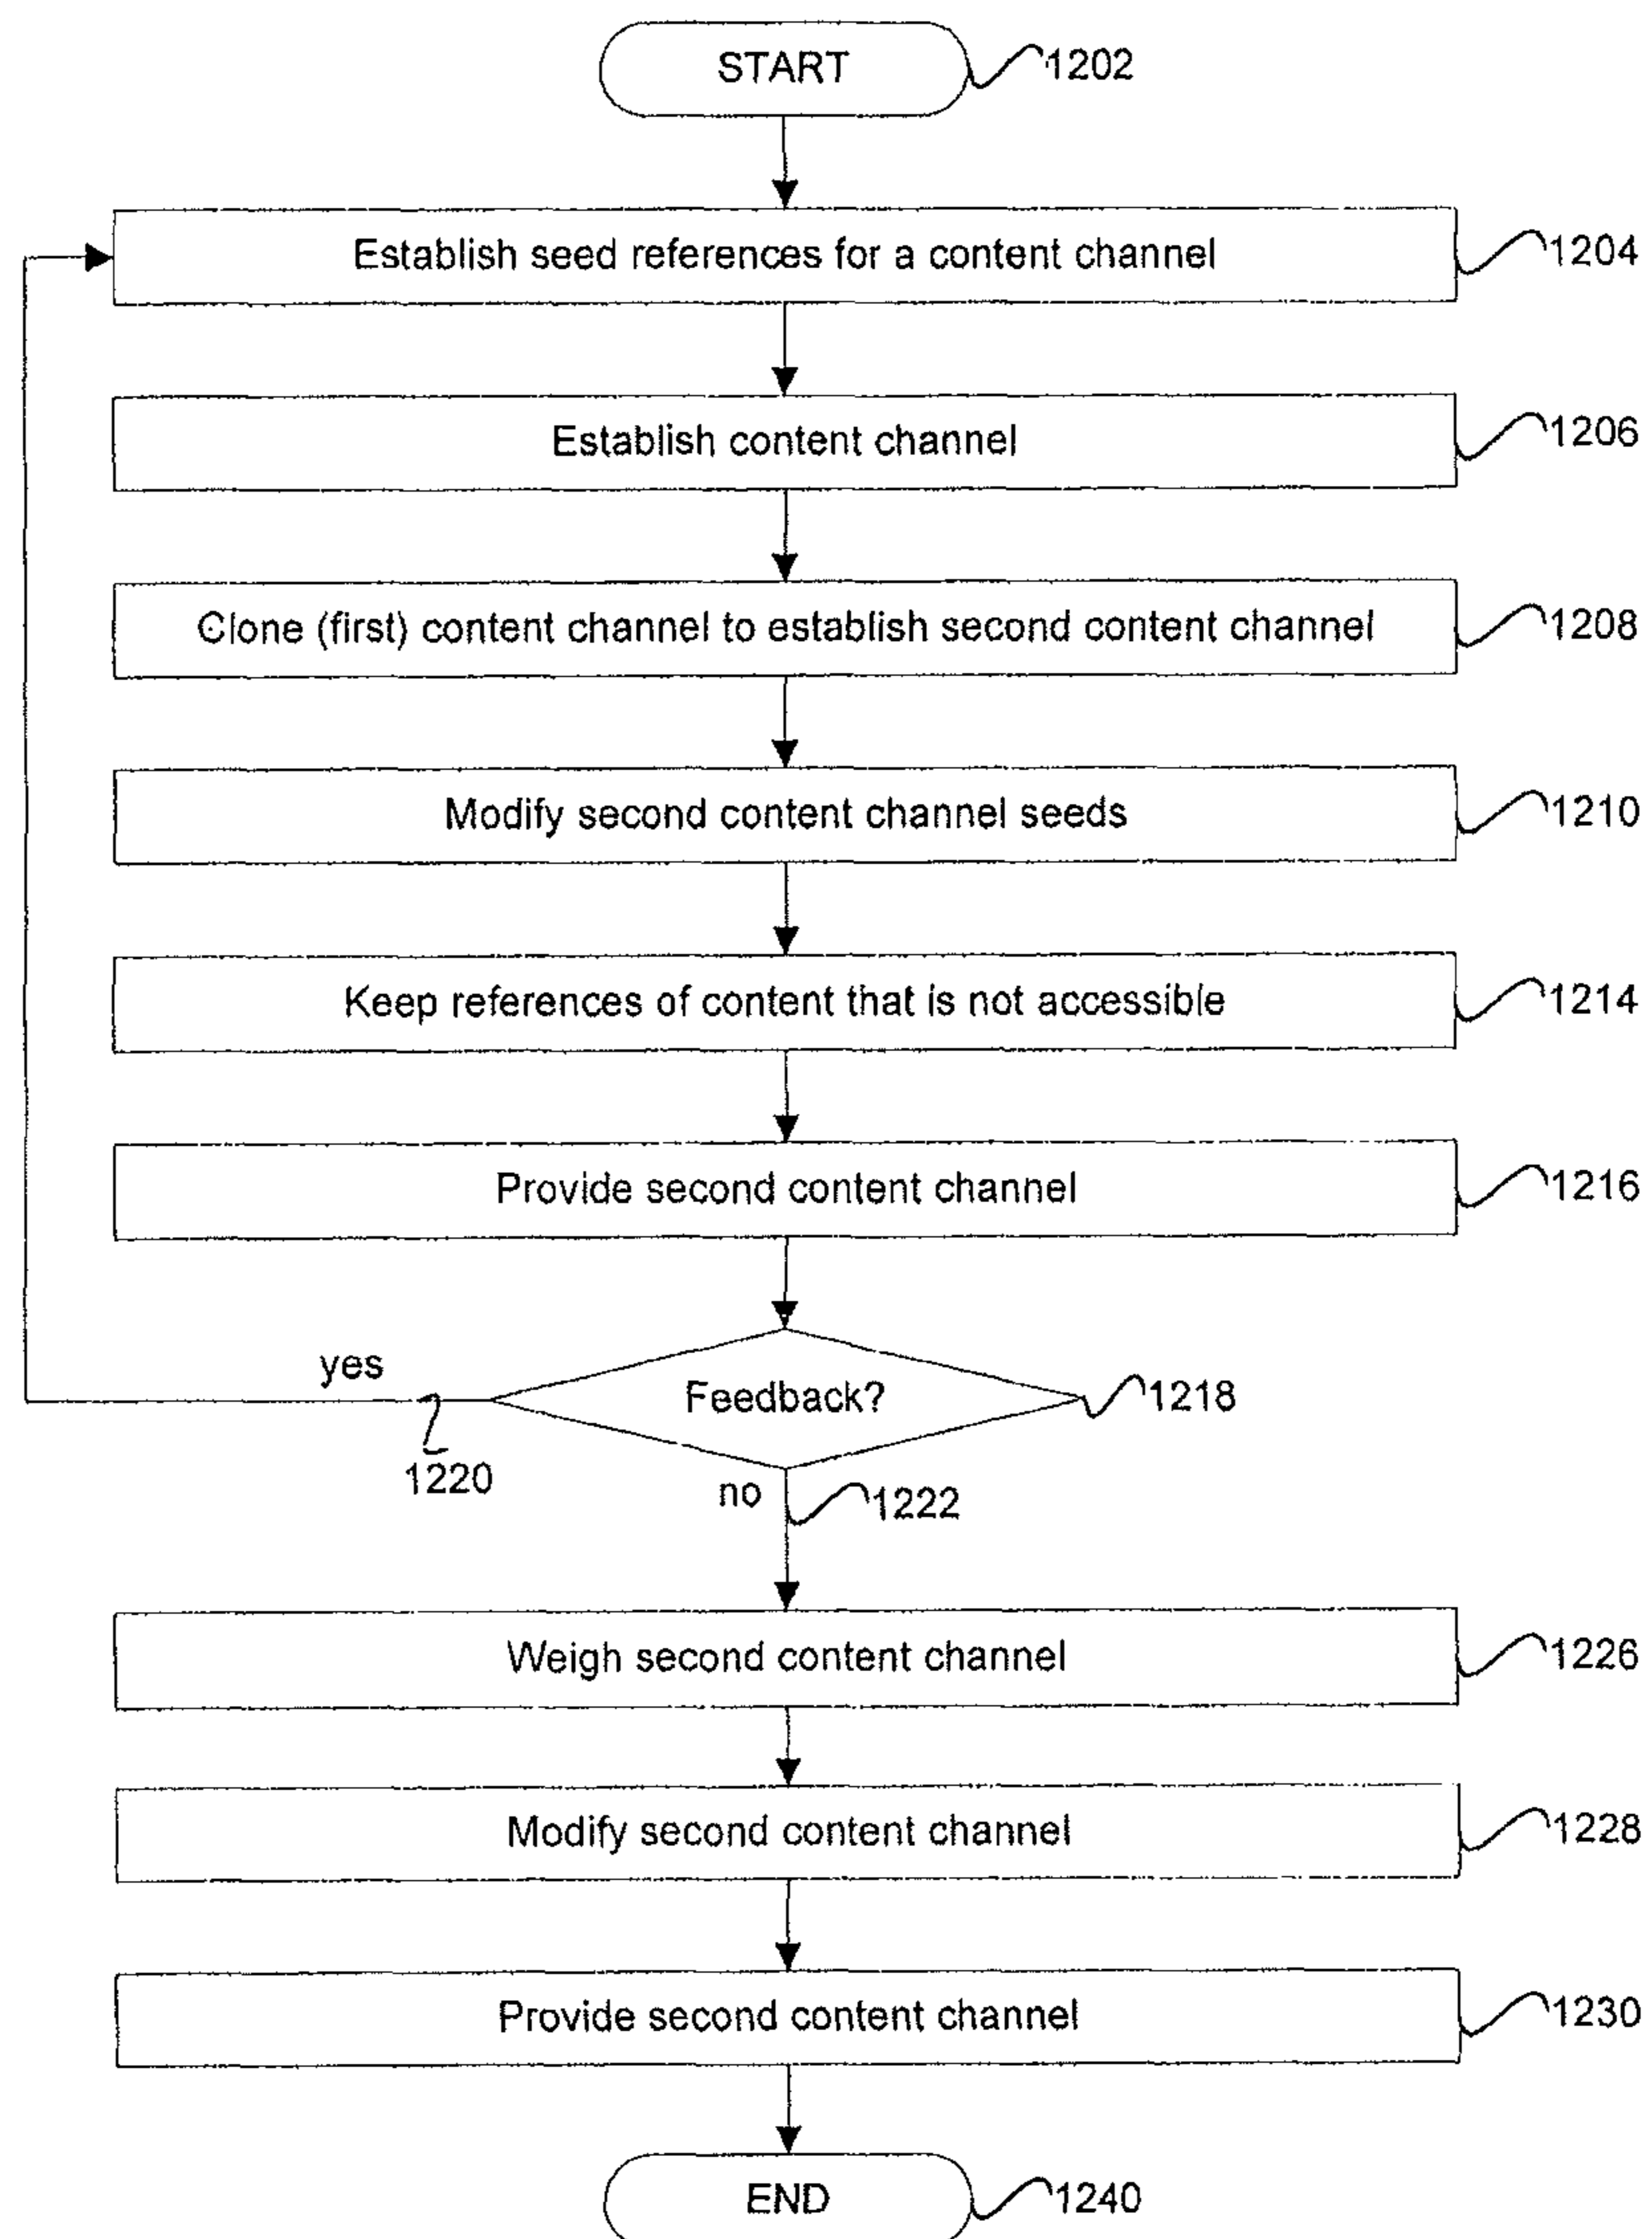 START
1202
Establish seed references for a content channel
1204
Establish content channel
1206
Clone (first) content channel to establish second content channel
1208
Modify second content channel seeds
1210
Keep references of content that is not accessible
1214
Provide second content channel
1216
yes
Feedback?
1218
1220
no
1222
Weigh second content channel
1226
Modify second content channel
1228
Provide second content channel
1230
END
1240